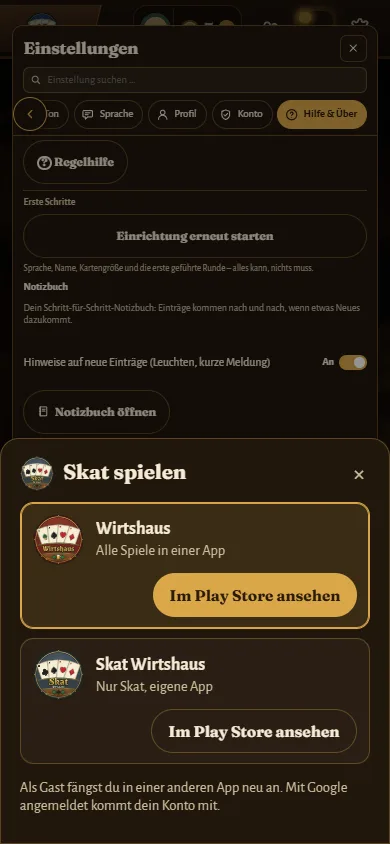 Einstellungen
Einstellung suchen ...
Ton
Sprache
Profil
Konto
Hilfe & Über
Regelhilfe
Erste Schritte
Einrichtung erneut starten
Sprache, Name, Kartengröße und die erste geführte Runde – alles kann, nichts muss.
Notizbuch
Dein Schritt-für-Schritt-Notizbuch: Einträge kommen nach und nach, wenn etwas Neues
dazukommt.
Hinweise auf neue Einträge (Leuchten, kurze Meldung)
An
Notizbuch öffnen
Skat spielen
Wirtshaus
Wirtshaus
Alle Spiele in einer App
Im Play Store ansehen
Skat
Skat Wirtshaus
Nur Skat, eigene App
Im Play Store ansehen
Als Gast fängst du in einer anderen App neu an. Mit Google
angemeldet kommt dein Konto mit.